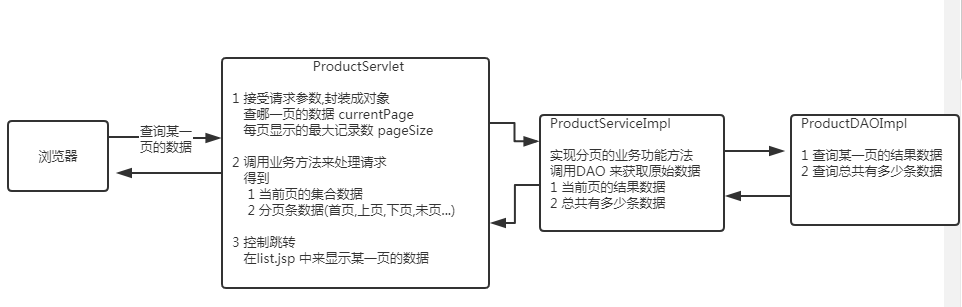 浏览器
查询某一
页的数据
ProductServlet
1 接受请求参数,封装成对象
查哪一页的数据 currentPage
每页显示的最大记录数 pageSize
2 调用业务方法来处理请求
得到
1 当前页的集合数据
2 分页条数据(首页,上页,下页,未页...)
3 控制跳转
在list.jsp 中来显示某一页的数据
ProductServiceImpl
实现分页的业务功能方法
调用DAO 来获取原始数据
1 当前页的结果数据
2 总共有多少条数据
ProductDAOImpl
1 查询某一页的结果数据
2 查询总共有多少条数据